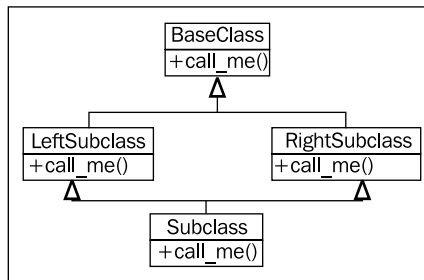 BaseClass
+call_me()
LeftSubclass
+call_me()
RightSubclass
+call_me()
Subclass
+call_me()